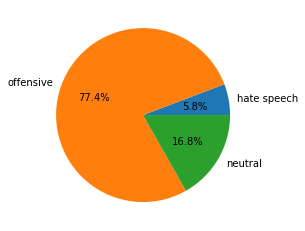 offensive
77.4%
hate speech
5.8%
16.8%
neutral